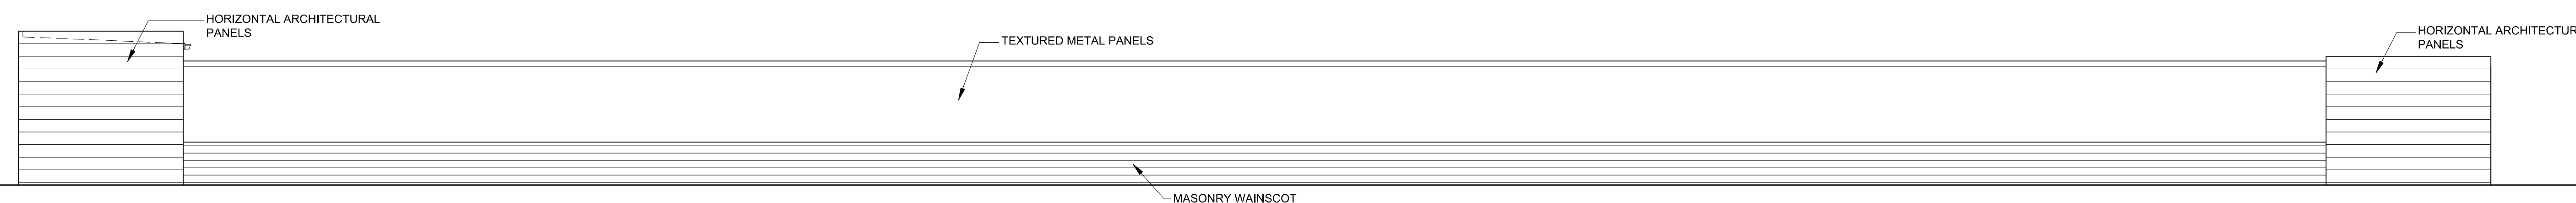 HORIZONTAL ARCHITECTURAL
PANELS
TEXTURED METAL PANELS
HORIZONTAL ARCHITECTUR
PANELS
MASONRY WAINSCOT